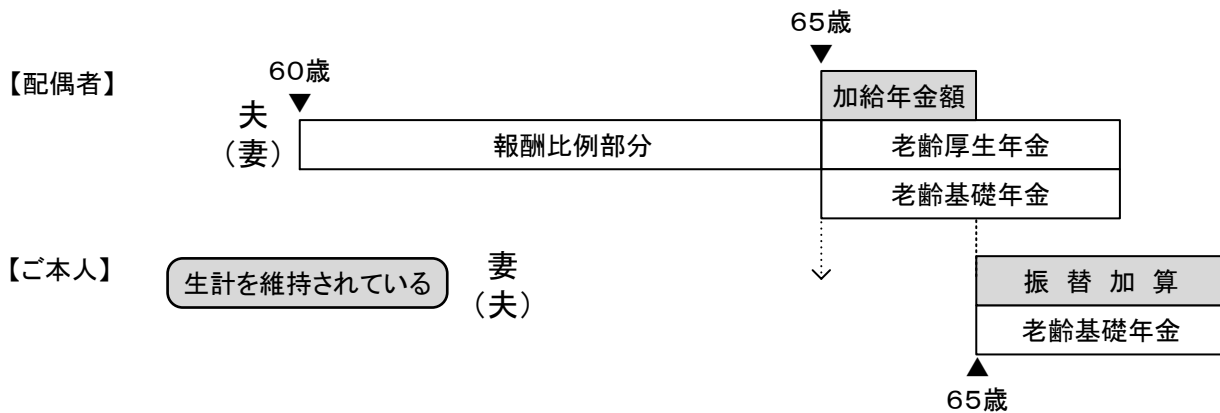 65歳
60歳
【配偶者】
夫
（妻）
加給年金額
報酬比例部分
老齢厚生年金
老齢基礎年金
【ご本人】
生計を維持されている
妻
（夫）
振替加算
老齢基礎年金
65歳